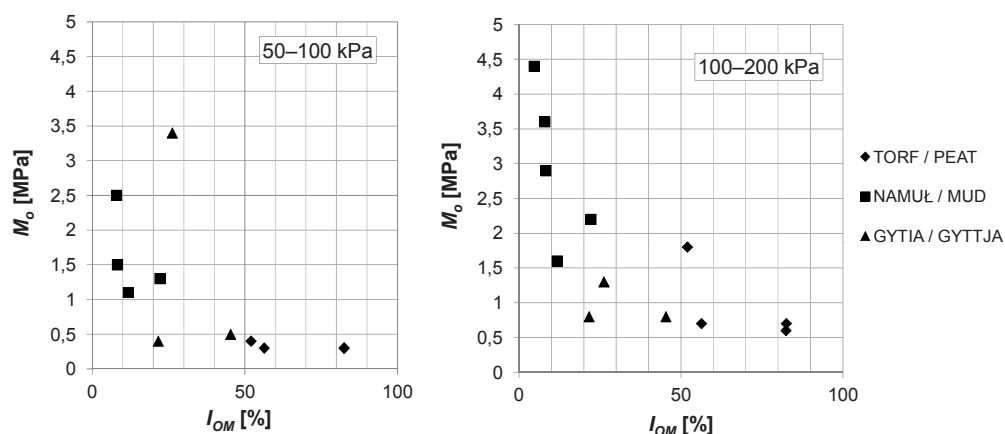 5
4,5
4
3,5
3
2,5
2
1,5
1
0,5
0
0 50 100
M₀ [MPa]
I_OM [%]
50–100 kPa
5
4,5
4
3,5
3
2,5
2
1,5
1
0,5
0
0 50 100
M₀ [MPa]
I_OM [%]
100–200 kPa
TORF / PEAT
NAMUŁ / MUD
GYTIA / GYTTJA